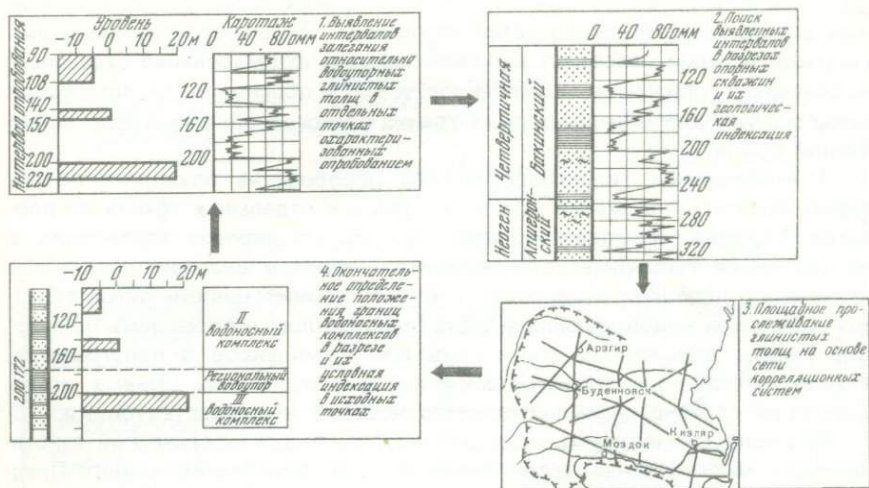 Уровень
-10 0 10 20м
Интервал опробования
90
108
140
150
200
220
Каротаж
0 40 80омм
120
160
200
1. Выявление
интервалов
залегания
относительно
водоупорных
глинистых
толщ в
отдельных
точках
охарактери-
зованных
опробованием
0 40 80омм
Четвертичная
Бакинский
Неоген
Апшерон-
ский
120
160
200
240
280
320
2. Поиск
выявленных
интервалов
в разрезах
опорных
скважин
и их
геологичес-
кая
индексация
Арзгир
Буденновск
Моздок
Кизляр
3. Площадное про-
слеживание
глинистых
толщ на основе
сети
корреляционных
систем
-10 0 10 20м
120
160
200
II
водоносный
комплекс
Региональный
водоупор
III
водоносный
комплекс
4. Окончатель-
ное определе-
ние положе-
ния границ
водоносных
комплексов
в разрезе
и их
условная
индексация
в исходных
точках